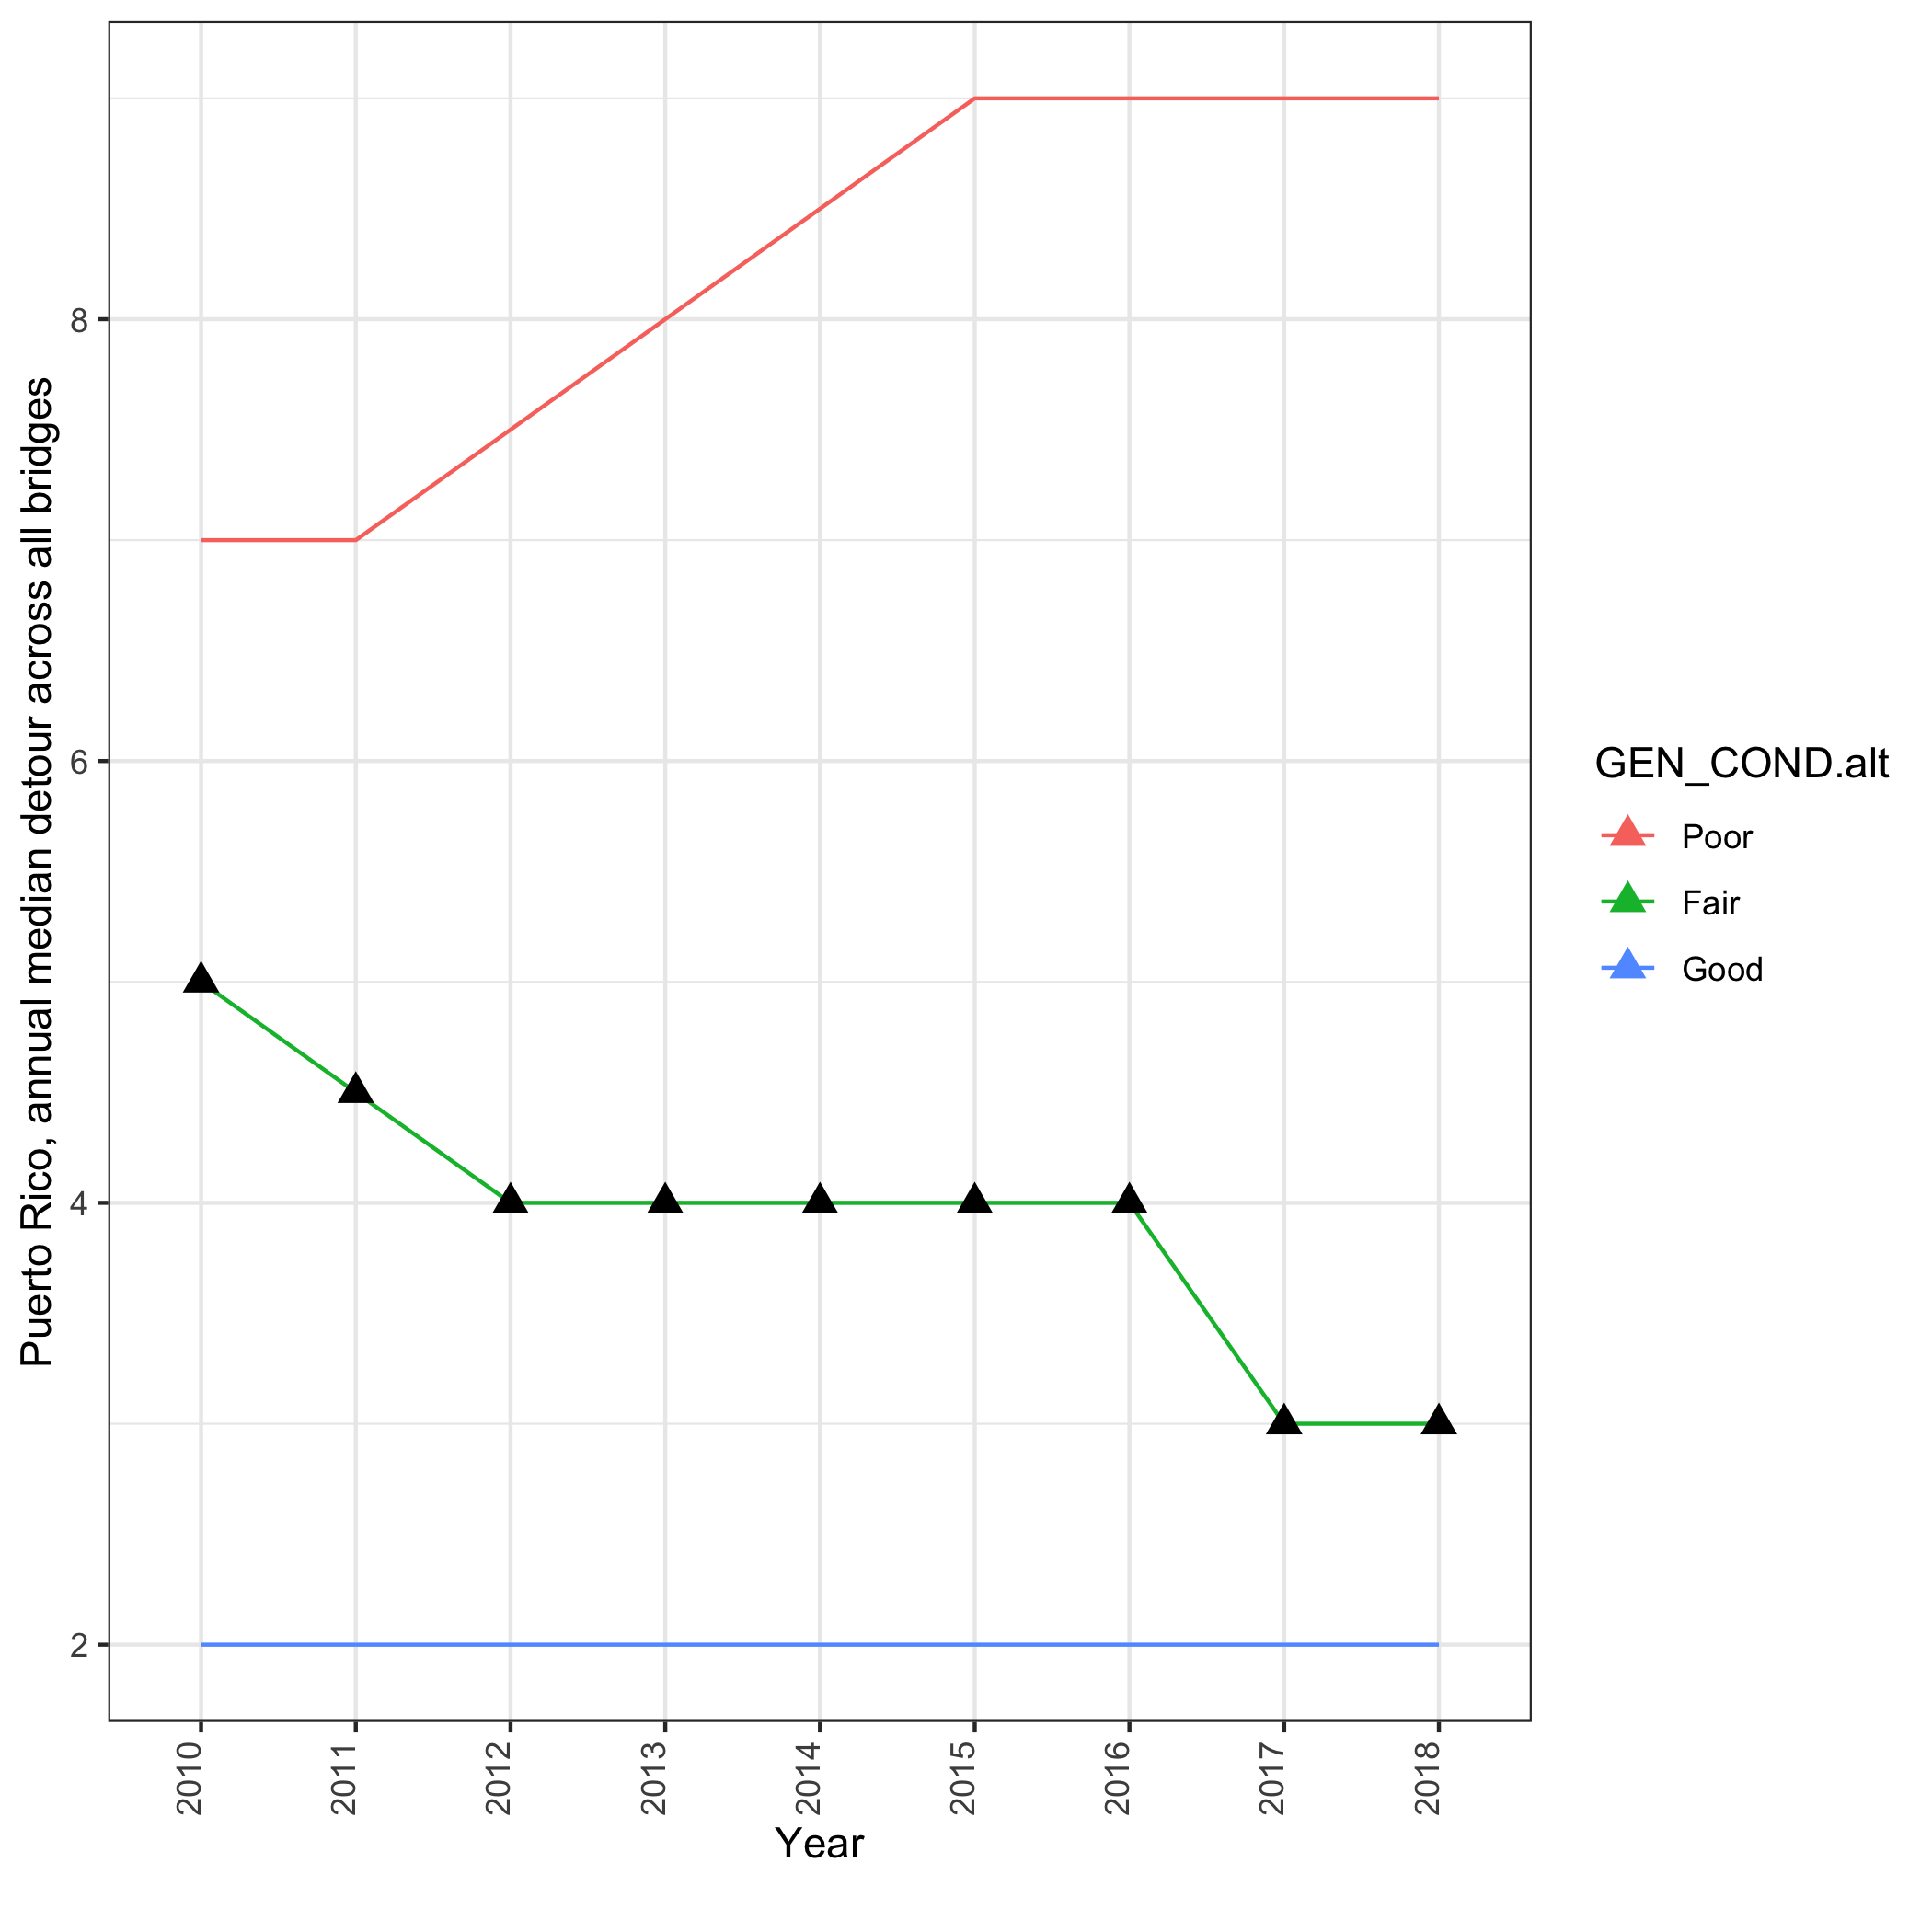 Puerto Rico, annual median detour across all bridges
8
6
4
2
2010
2011
2012
2013
2014
2015
2016
2017
2018
Year
GEN_COND.alt
Poor
Fair
Good